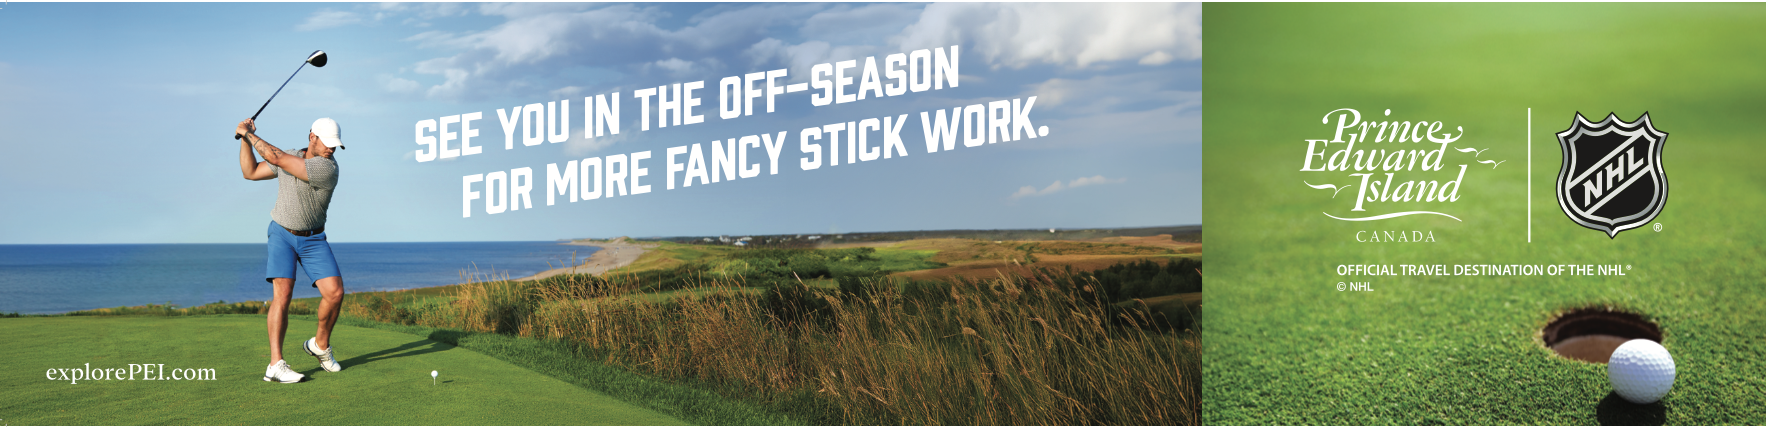 SEE YOU IN THE OFF-SEASON
FOR MORE FANCY STICK WORK.
explorePEI.com
Prince
Edward
Island
CANADA
NHL
®
OFFICIAL TRAVEL DESTINATION OF THE NHL®
© NHL